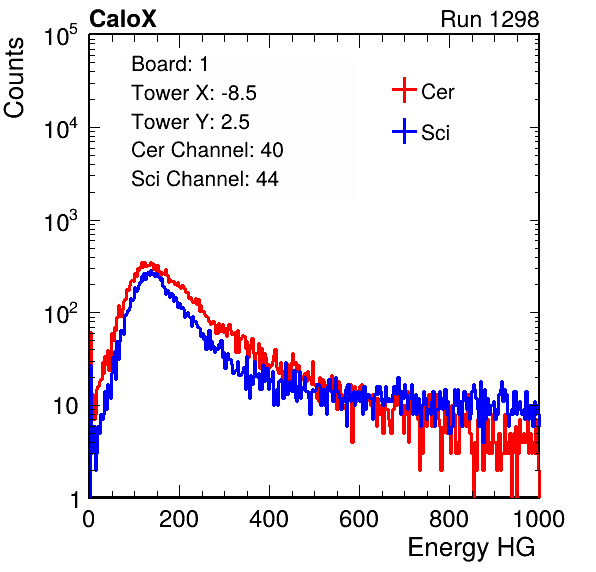 CaloX Run 1298
Counts
Board: 1
Tower X: -8.5
Tower Y: 2.5
Cer Channel: 40
Sci Channel: 44
Cer
Sci
10^5
10^4
10^3
10^2
10
1
0 200 400 600 800 1000
Energy HG